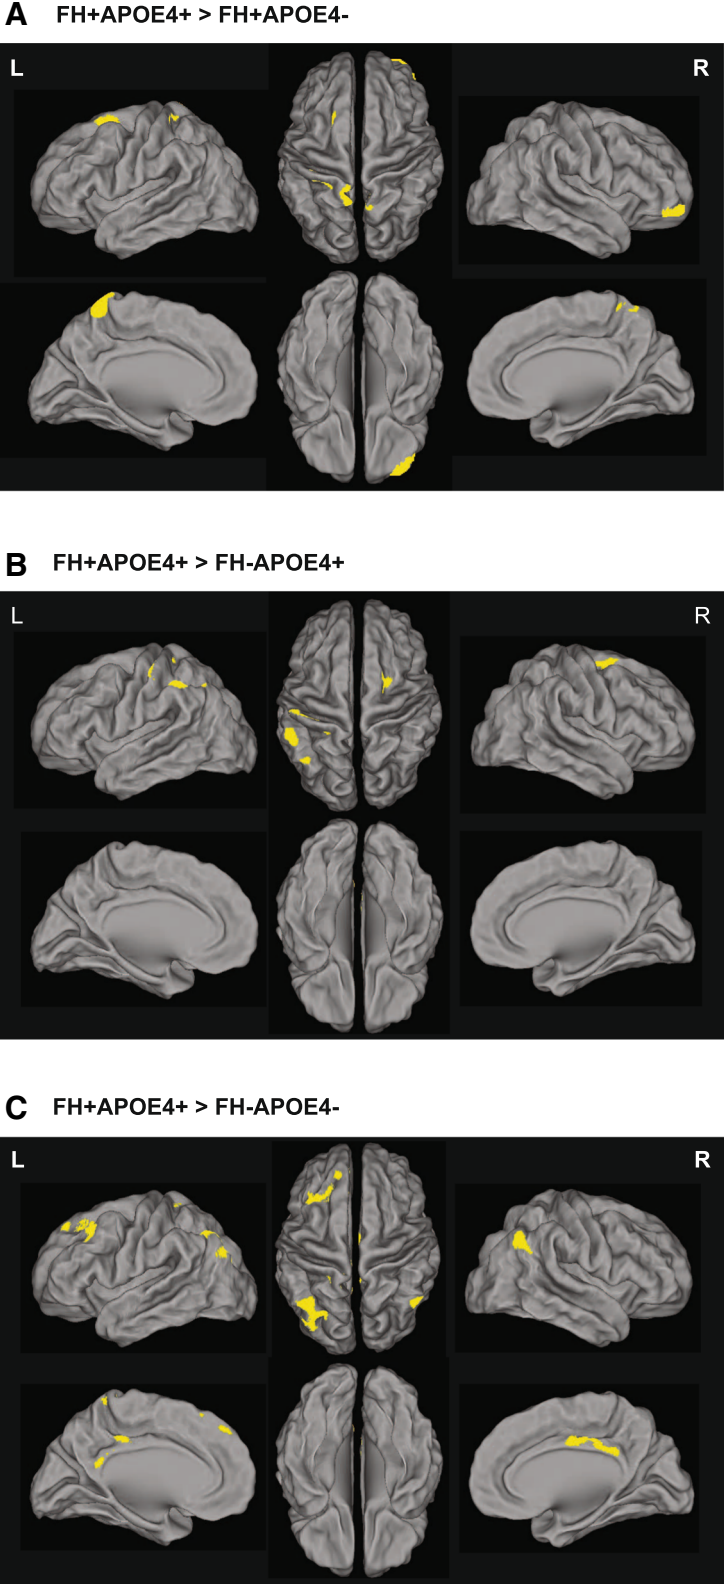 A FH+APOE4+ > FH+APOE4-
L R
B FH+APOE4+ > FH-APOE4+
L R
C FH+APOE4+ > FH-APOE4-
L R